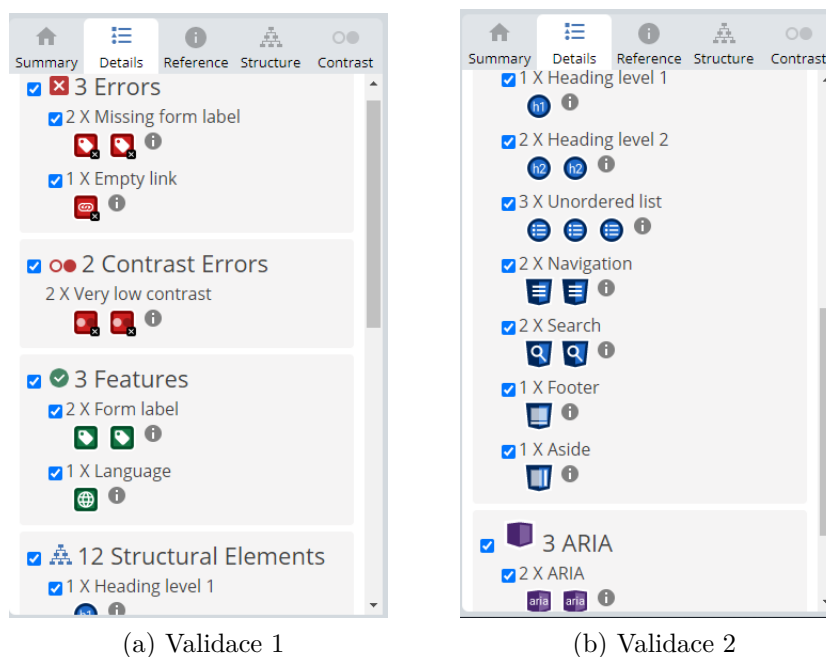 Summary Details Reference Structure Contrast
3 Errors
2 X Missing form label
1 X Empty link
2 Contrast Errors
2 X Very low contrast
3 Features
2 X Form label
1 X Language
12 Structural Elements
1 X Heading level 1
h1
(a) Validace 1
Summary Details Reference Structure Contrast
1 X Heading level 1
h1
2 X Heading level 2
h2 h2
3 X Unordered list
2 X Navigation
2 X Search
1 X Footer
1 X Aside
3 ARIA
2 X ARIA
aria aria
(b) Validace 2